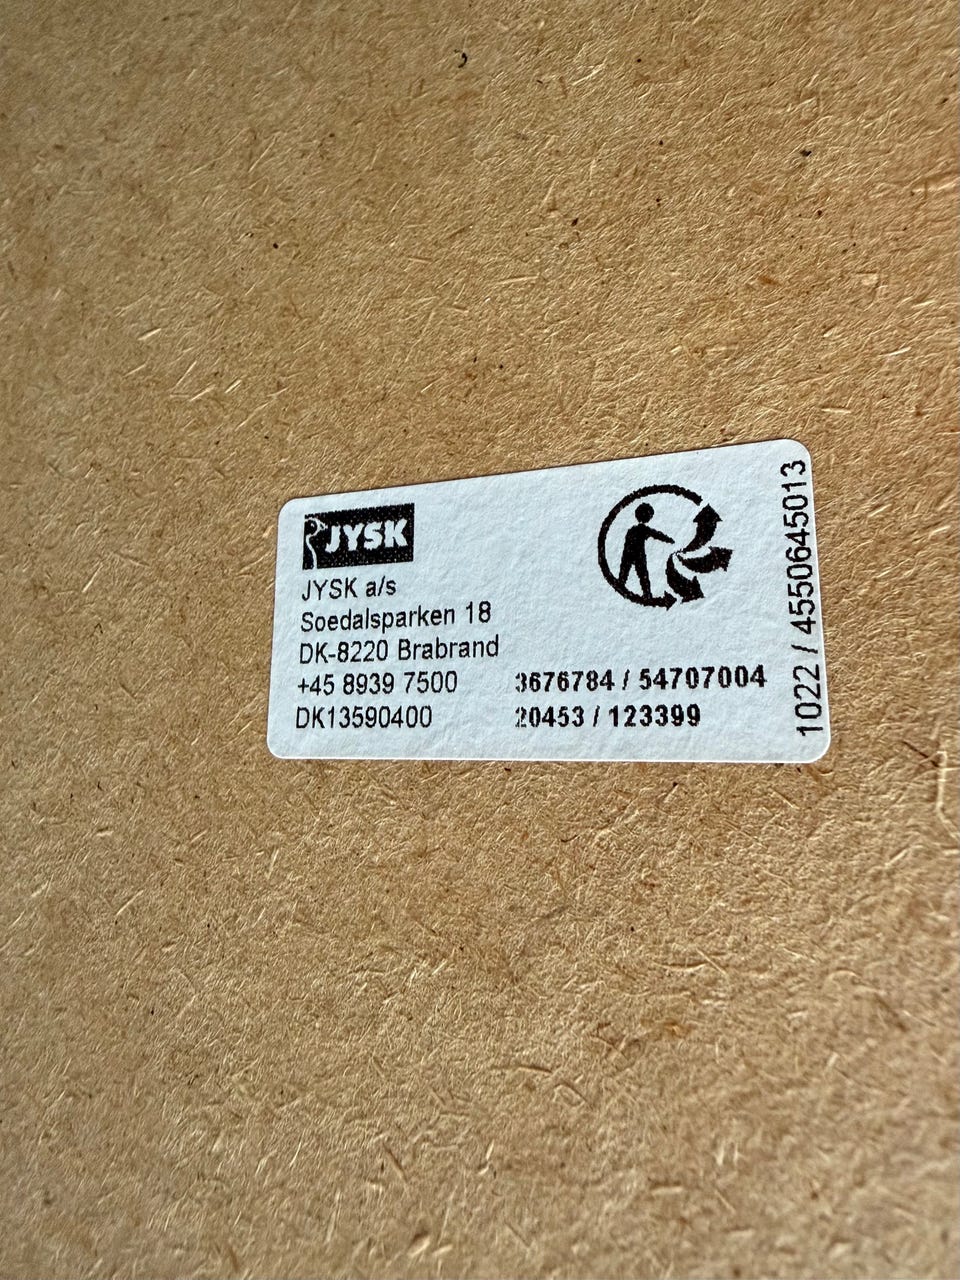 JYSK
JYSK a/s
Soedalsparken 18
DK-8220 Brabrand
+45 8939 7500
DK13590400
3676784 / 54707004
20453 / 123399
1022 / 4550645013